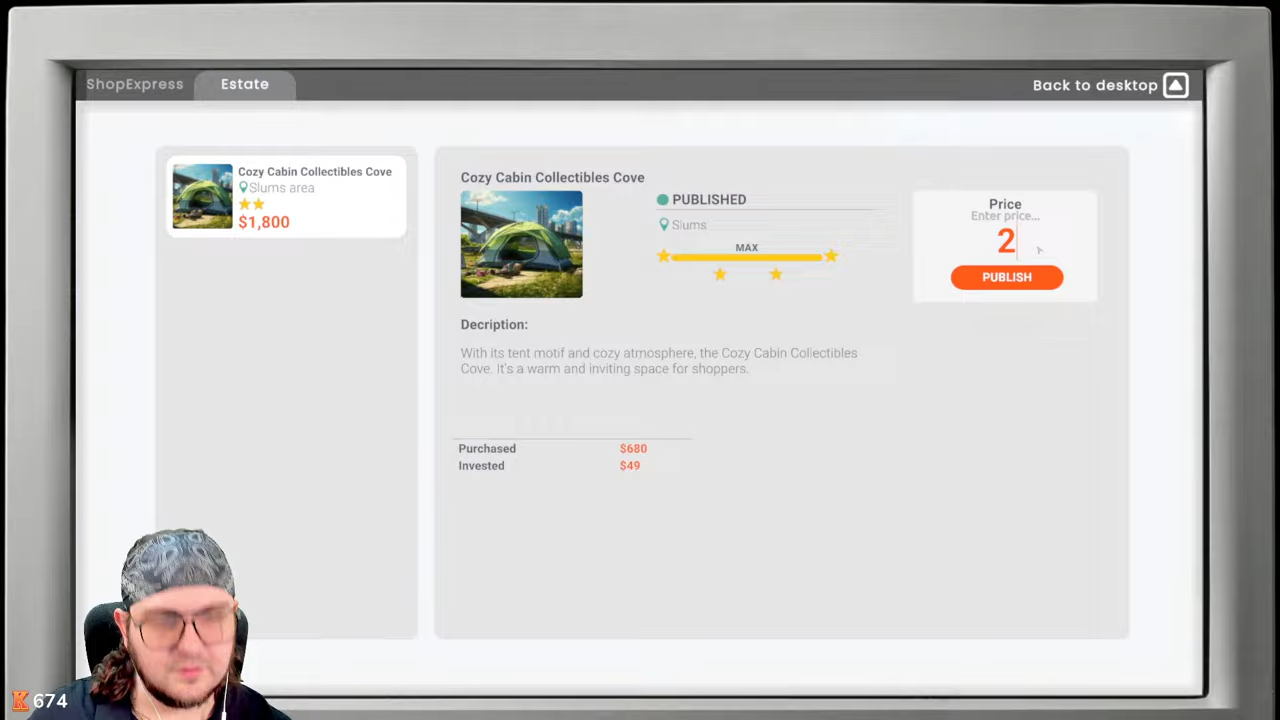 ShopExpress
Estate
Back to desktop
Cozy Cabin Collectibles Cove
Slums area
$1,800
Cozy Cabin Collectibles Cove
PUBLISHED
Slums
MAX
Price
Enter price...
2
PUBLISH
Decription:
With its tent motif and cozy atmosphere, the Cozy Cabin Collectibles
Cove. It's a warm and inviting space for shoppers.
Purchased $680
Invested $49
K 674